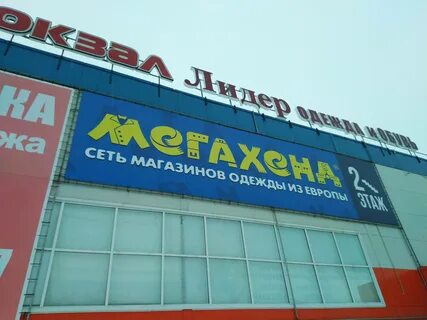 окзал Лидер одежда и обувь
КА
жа
МЕГАХЕНД
СЕТЬ МАГАЗИНОВ ОДЕЖДЫ ИЗ ЕВРОПЫ
2 ЭТАЖ